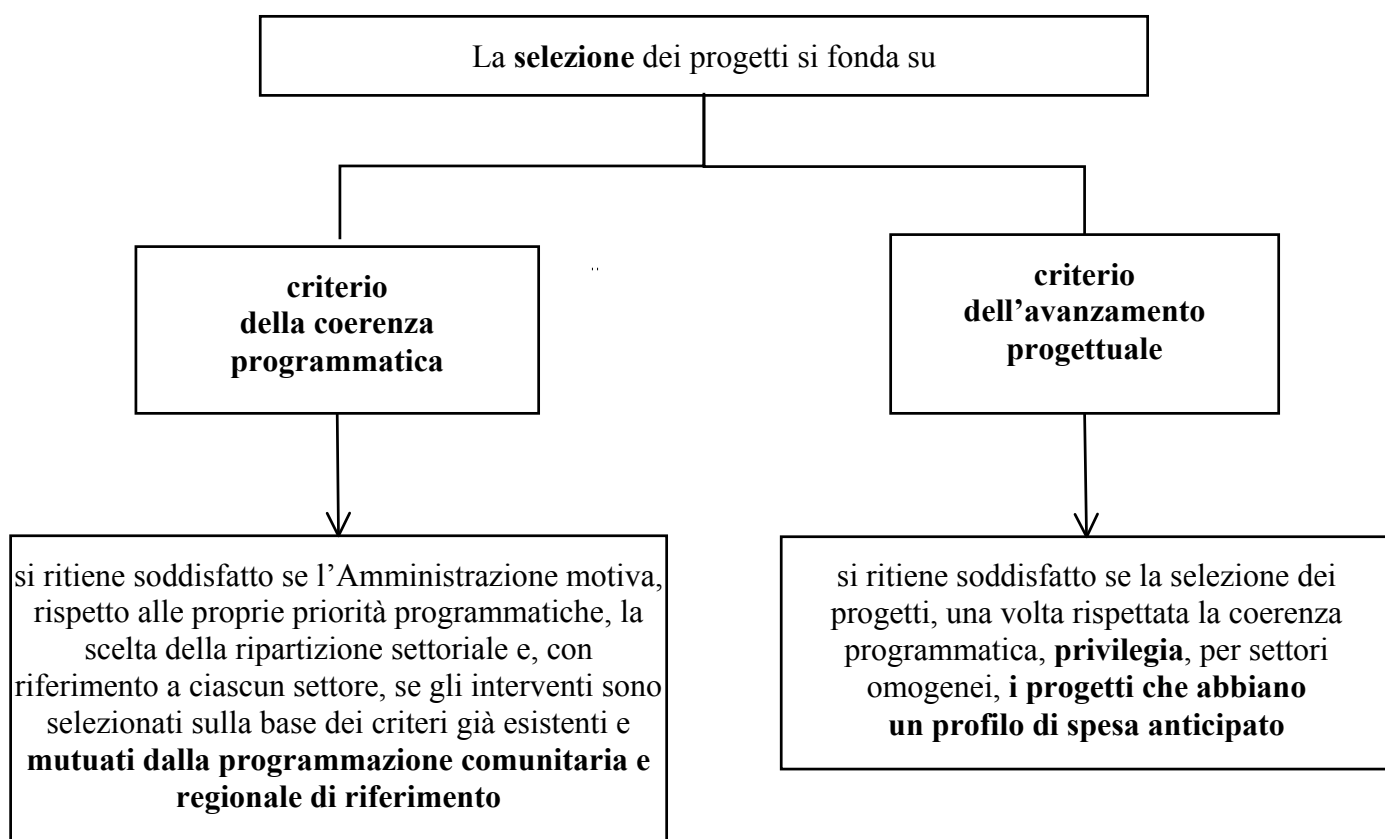 La selezione dei progetti si fonda su
criterio
della coerenza
programmatica
criterio
dell’avanzamento
progettuale
si ritiene soddisfatto se l’Amministrazione motiva,
rispetto alle proprie priorità programmatiche, la
scelta della ripartizione settoriale e, con
riferimento a ciascun settore, se gli interventi sono
selezionati sulla base dei criteri già esistenti e
mutuati dalla programmazione comunitaria e
regionale di riferimento
si ritiene soddisfatto se la selezione dei
progetti, una volta rispettata la coerenza
programmatica, privilegia, per settori
omogenei, i progetti che abbiano
un profilo di spesa anticipato